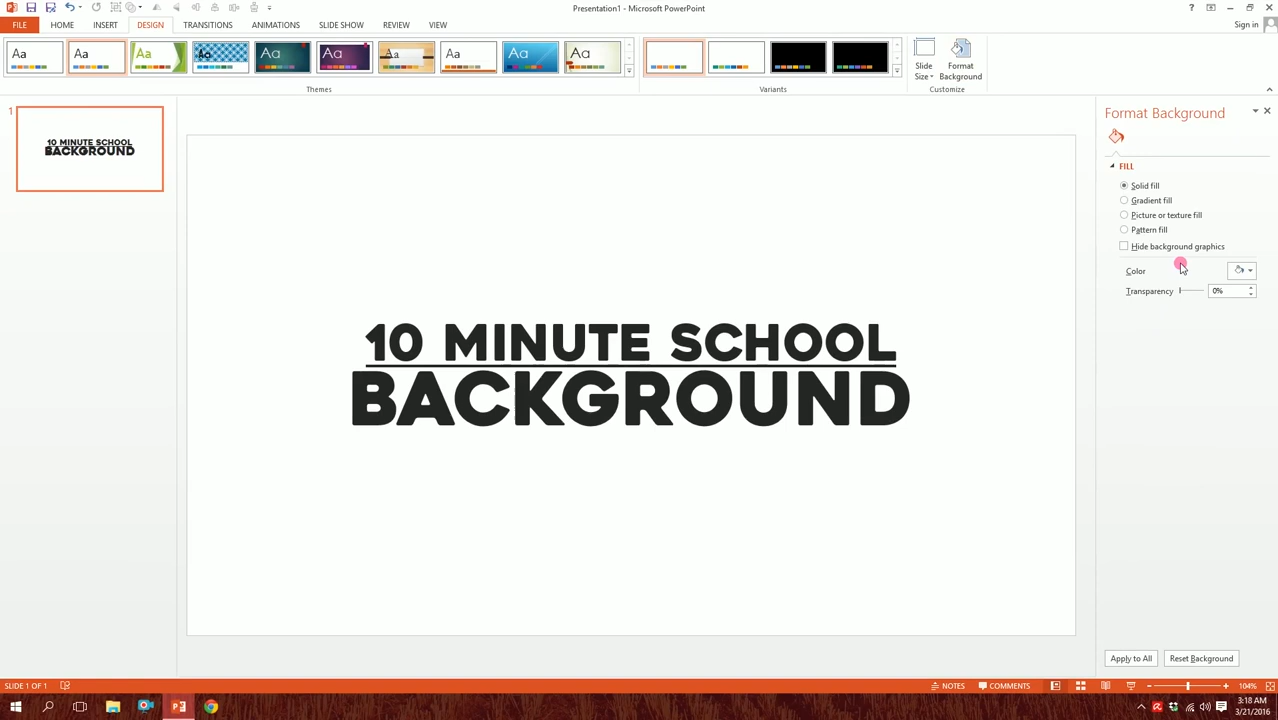 Presentation1 - Microsoft PowerPoint
Sign in
FILE HOME INSERT DESIGN TRANSITIONS ANIMATIONS SLIDE SHOW REVIEW VIEW
Aa Aa Aa Aa Aa Aa Aa Aa Aa Aa
Slide Size
Format Background
Themes Variants Customize
1
10 MINUTE SCHOOL
BACKGROUND
10 MINUTE SCHOOL
BACKGROUND
Format Background
FILL
Solid fill
Gradient fill
Picture or texture fill
Pattern fill
Hide background graphics
Color
Transparency 0%
Apply to All Reset Background
SLIDE 1 OF 1 NOTES COMMENTS 104%
3:18 AM
3/21/2016